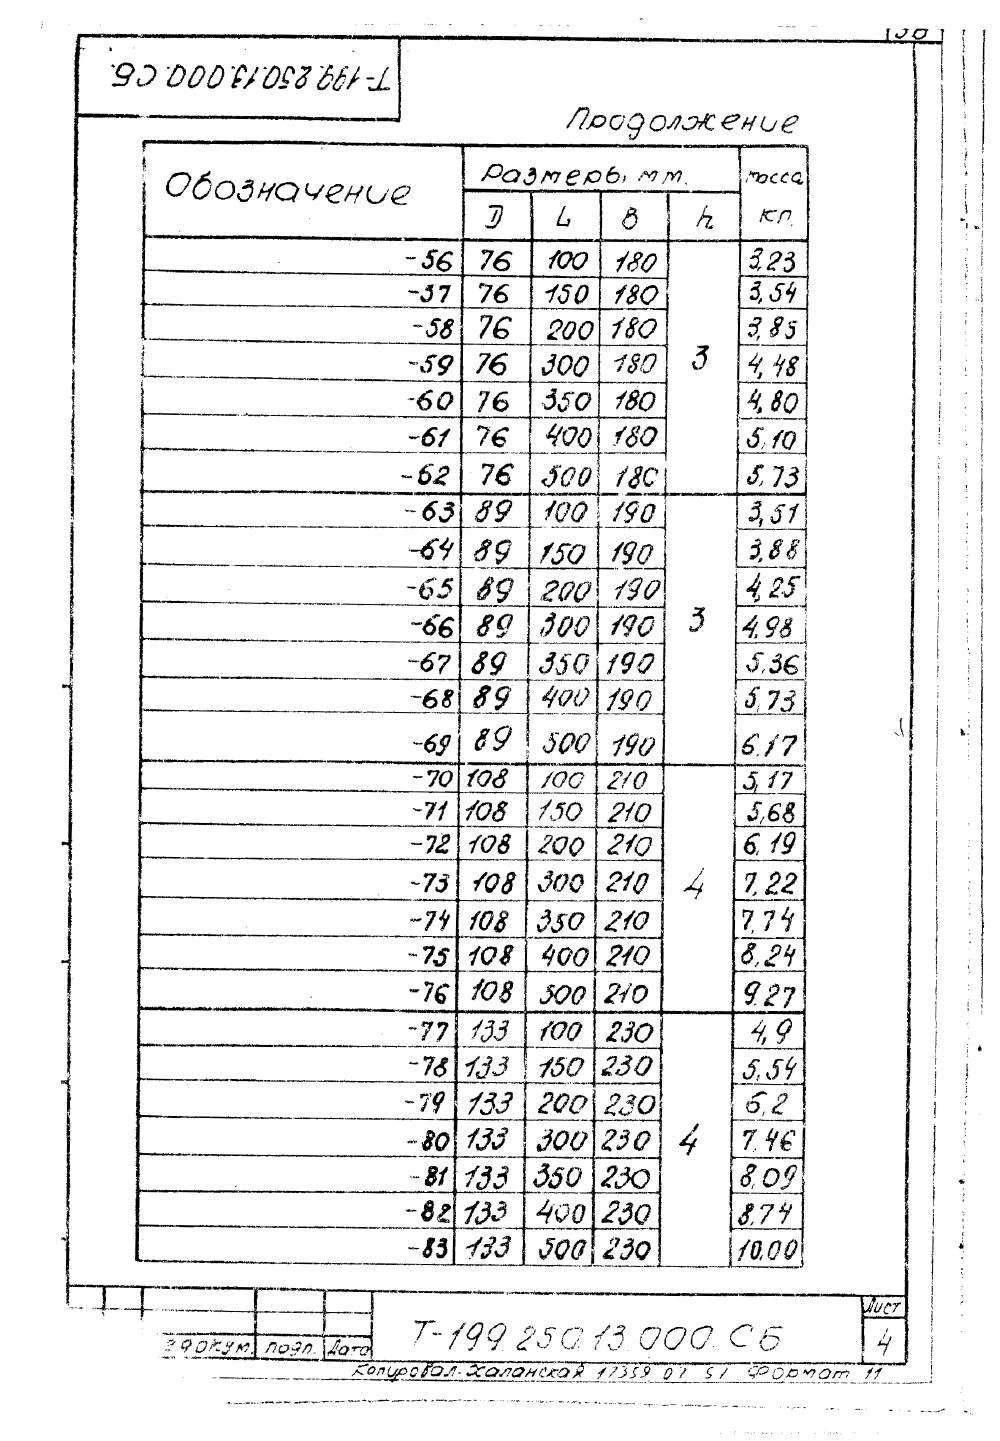 Т-199.250.13.000.СБ.
Продолжение
Обозначение Размеры мм. масса
D L B h кг.
-56 76 100 180 3,23
-57 76 150 180 3,54
-58 76 200 180 3,85
-59 76 300 180 3 4,48
-60 76 350 180 4,80
-61 76 400 180 5,10
-62 76 500 180 5,73
-63 89 100 190 3,51
-64 89 150 190 3,88
-65 89 200 190 4,25
-66 89 300 190 3 4,98
-67 89 350 190 5.36
-68 89 400 190 5,73
-69 89 500 190 6.17
-70 108 100 210 5,17
-71 108 150 210 5,68
-72 108 200 210 6,19
-73 108 300 210 4 7,22
-74 108 350 210 7,74
-75 108 400 210 8,24
-76 108 500 210 9.27
-77 133 100 230 4,9
-78 133 150 230 5,54
-79 133 200 230 6,2
-80 133 300 230 4 7.46
-81 133 350 230 8,09
-82 133 400 230 8,74
-83 133 500 230 10,00
Лист
Т-199.250.13.000.СБ 4
докум. подп. Дата
Копировал-Халанская Формат 11